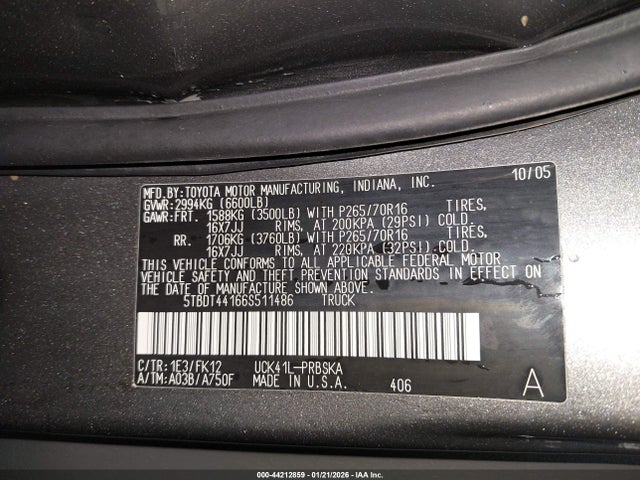 MFD.BY:TOYOTA MOTOR MANUFACTURING, INDIANA, INC. 10/05
GVWR:2994KG (6600LB)
GAWR:FRT. 1588KG (3500LB) WITH P265/70R16 TIRES,
16X7JJ RIMS, AT 200KPA (29PSI) COLD.
RR. 1706KG (3760LB) WITH P265/70R16 TIRES,
16X7JJ RIMS, AT 220KPA (32PSI) COLD.
THIS VEHICLE CONFORMS TO ALL APPLICABLE FEDERAL MOTOR
VEHICLE SAFETY AND THEFT PREVENTION STANDARDS IN EFFECT ON
THE DATE OF MANUFACTURE SHOWN ABOVE.
5TBDT44166S511486 TRUCK
C/TR:1E3/FK12 UCK41L-PRBSKA
A/TM:A03B/A750F MADE IN U.S.A. 406 A
000-44212859 - 01/21/2026 - IAA Inc.